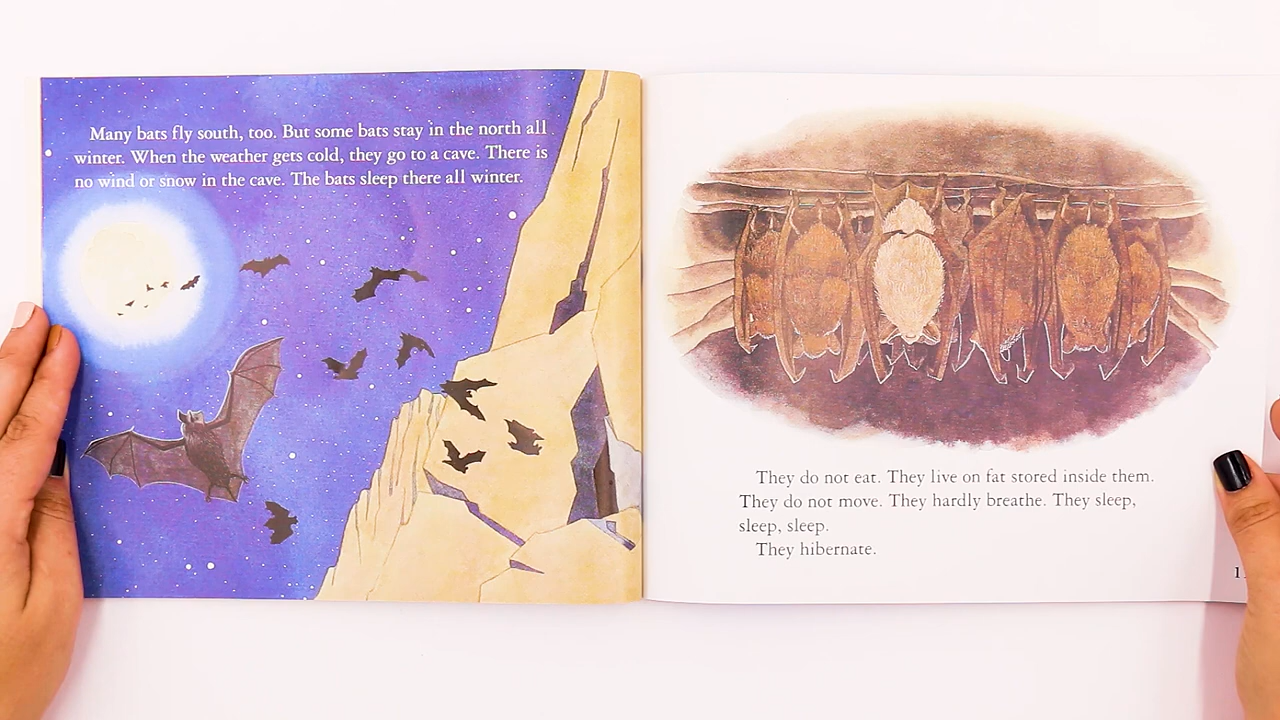 Many bats fly south, too. But some bats stay in the north all
winter. When the weather gets cold, they go to a cave. There is
no wind or snow in the cave. The bats sleep there all winter.
They do not eat. They live on fat stored inside them.
They do not move. They hardly breathe. They sleep,
sleep, sleep.
They hibernate.